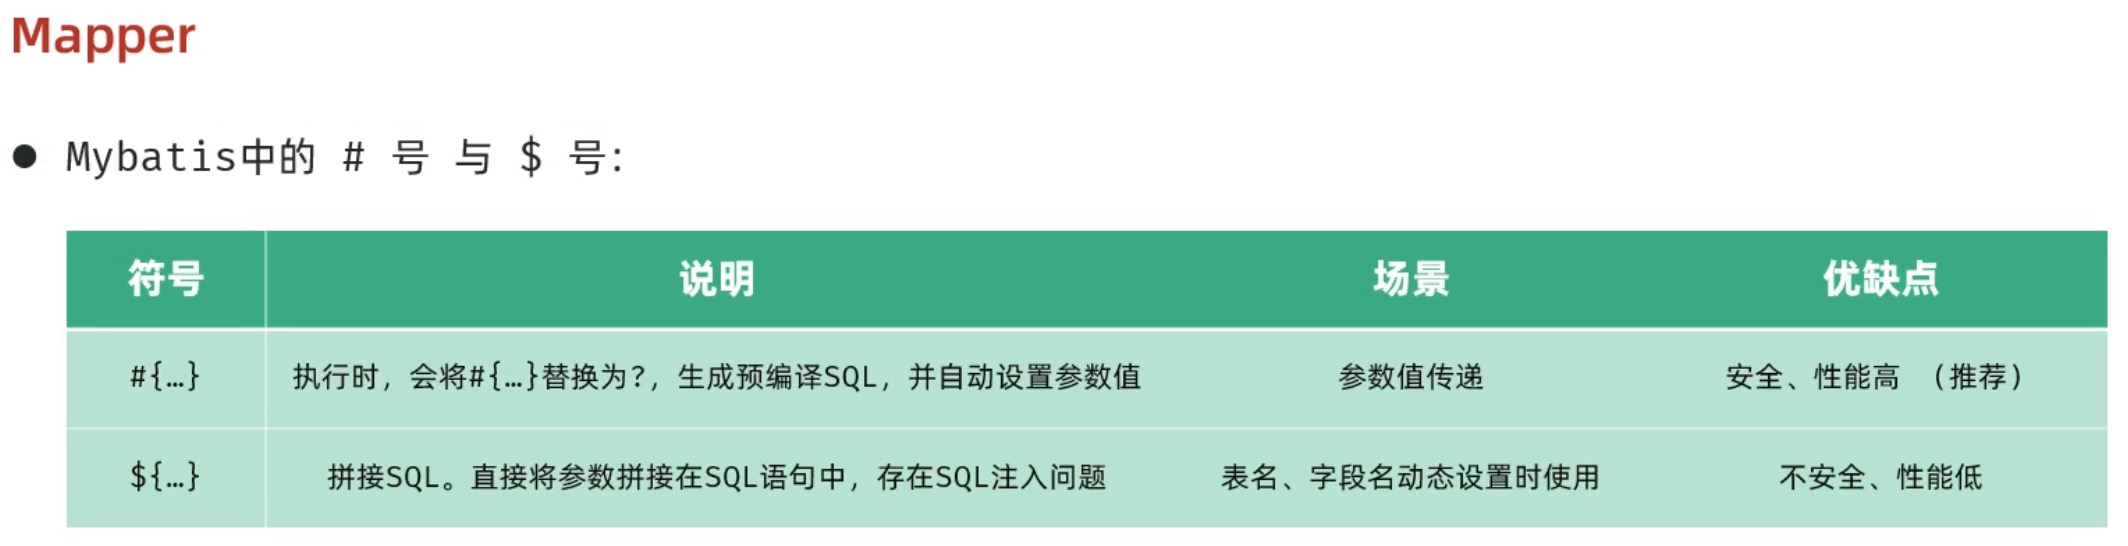 Mapper
● Mybatis中的 # 号 与 $ 号：
符号 说明 场景 优缺点
#{…} 执行时，会将#{…}替换为?，生成预编译SQL，并自动设置参数值 参数值传递 安全、性能高 （推荐）
${…} 拼接SQL。直接将参数拼接在SQL语句中，存在SQL注入问题 表名、字段名动态设置时使用 不安全、性能低